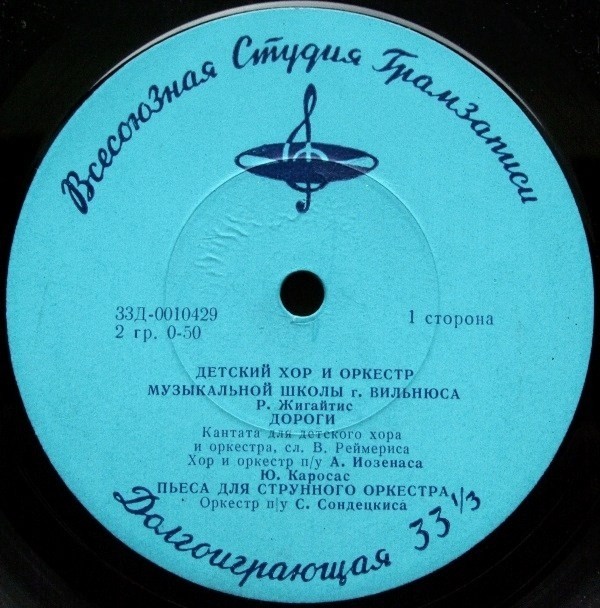 Всесоюзная Студия Грамзаписи
33Д-0010429
2 гр. 0-50
1 сторона
ДЕТСКИЙ ХОР И ОРКЕСТР
МУЗЫКАЛЬНОЙ ШКОЛЫ г. ВИЛЬНЮСА
Р. Жигайтис
ДОРОГИ
Кантата для детского хора
и оркестра, сл. В. Реймериса
Хор и оркестр п/у А. Иозенаса
Ю. Каросас
ПЬЕСА ДЛЯ СТРУННОГО ОРКЕСТРА
Оркестр п/у С. Сондецкиса
Долгоиграющая 33 1/3